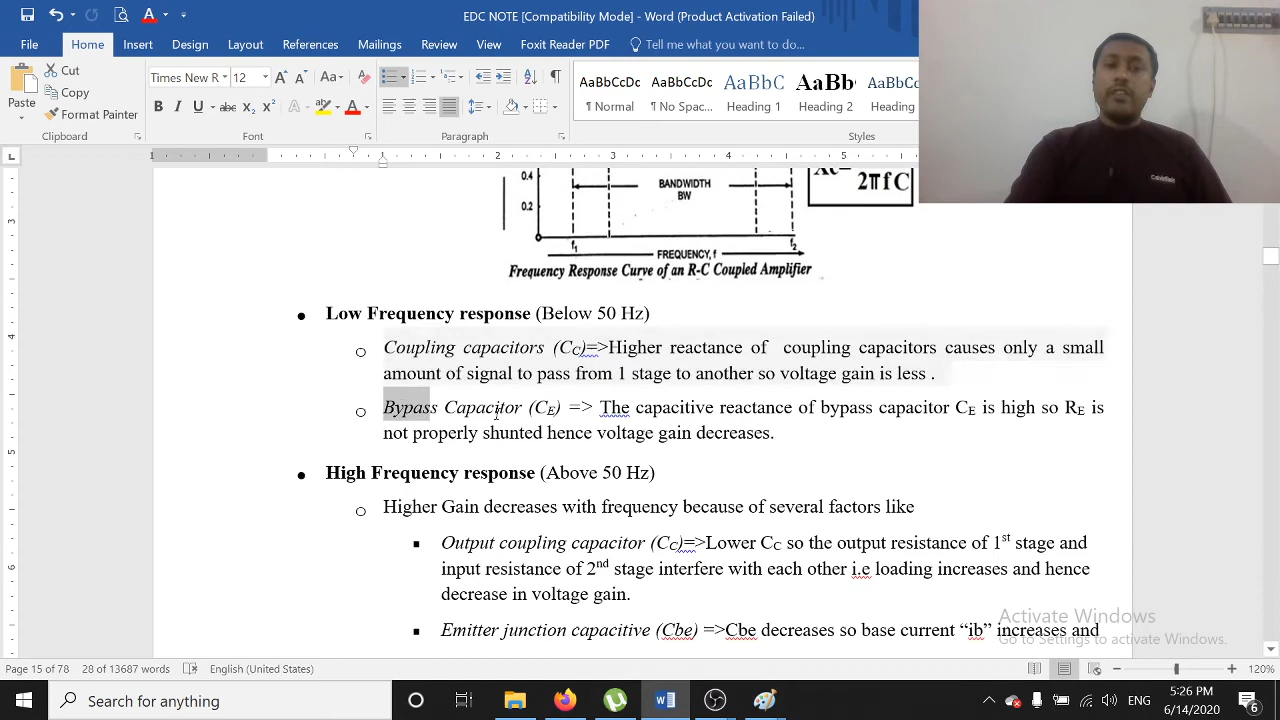 EDC NOTE [Compatibility Mode] - Word (Product Activation Failed)
File Home Insert Design Layout References Mailings Review View Foxit Reader PDF Tell me what you want to do...
Paste
Cut
Copy
Format Painter
Times New R 12
AaBbCcDc AaBbCcDc AaBbC AaBb( AaBbCc
¶ Normal ¶ No Spac... Heading 1 Heading 2 Heading
Clipboard Font Paragraph Styles
1 1 2 3 4 5
0.4
0.2
BANDWIDTH
BW
2πfC
f1 f2
FREQUENCY, f
Frequency Response Curve of an R-C Coupled Amplifier
• Low Frequency response (Below 50 Hz)
o Coupling capacitors (CC)=>Higher reactance of coupling capacitors causes only a small
amount of signal to pass from 1 stage to another so voltage gain is less .
o Bypass Capacitor (CE) => The capacitive reactance of bypass capacitor CE is high so RE is
not properly shunted hence voltage gain decreases.
• High Frequency response (Above 50 Hz)
o Higher Gain decreases with frequency because of several factors like
▪ Output coupling capacitor (CC)=>Lower CC so the output resistance of 1st stage and
input resistance of 2nd stage interfere with each other i.e loading increases and hence
decrease in voltage gain.
▪ Emitter junction capacitive (Cbe) =>Cbe decreases so base current “ib” increases and
Activate Windows
Go to Settings to activate Windows.
3
4
5
6
Page 15 of 78 28 of 13687 words English (United States) 120%
Search for anything
ENG
5:26 PM
6/14/2020
6